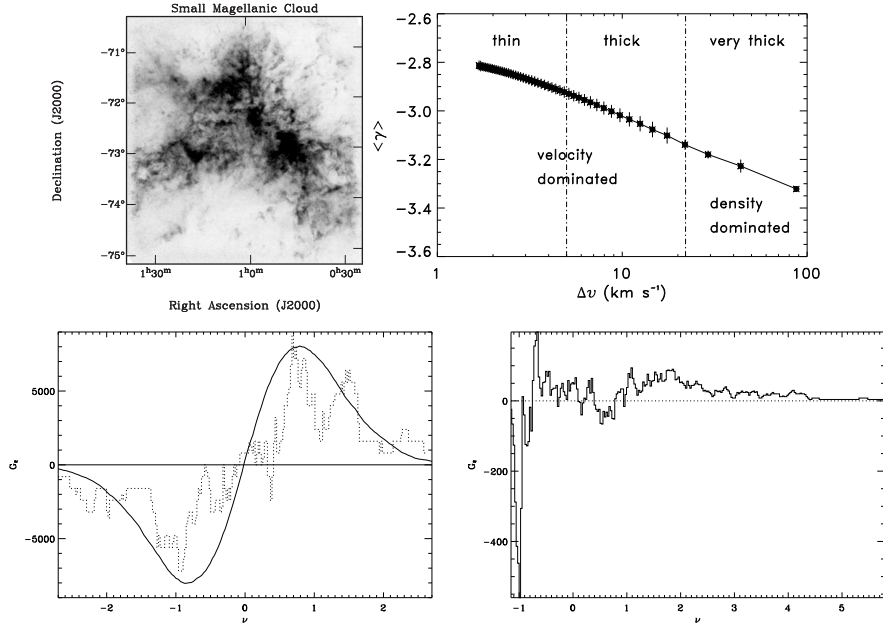 Small Magellanic Cloud
Declination (J2000)
-71°
-72°
-73°
-74°
-75°
1h30m 1h0m 0h30m
Right Ascension (J2000)
<γ>
-2.6
-2.8
-3.0
-3.2
-3.4
-3.6
thin thick very thick
velocity
dominated
density
dominated
1 10 100
Δυ (km s⁻¹)
G₂
5000
0
-5000
-2 -1 0 1 2
ν
G₂
0
-200
-400
-1 0 1 2 3 4 5
ν